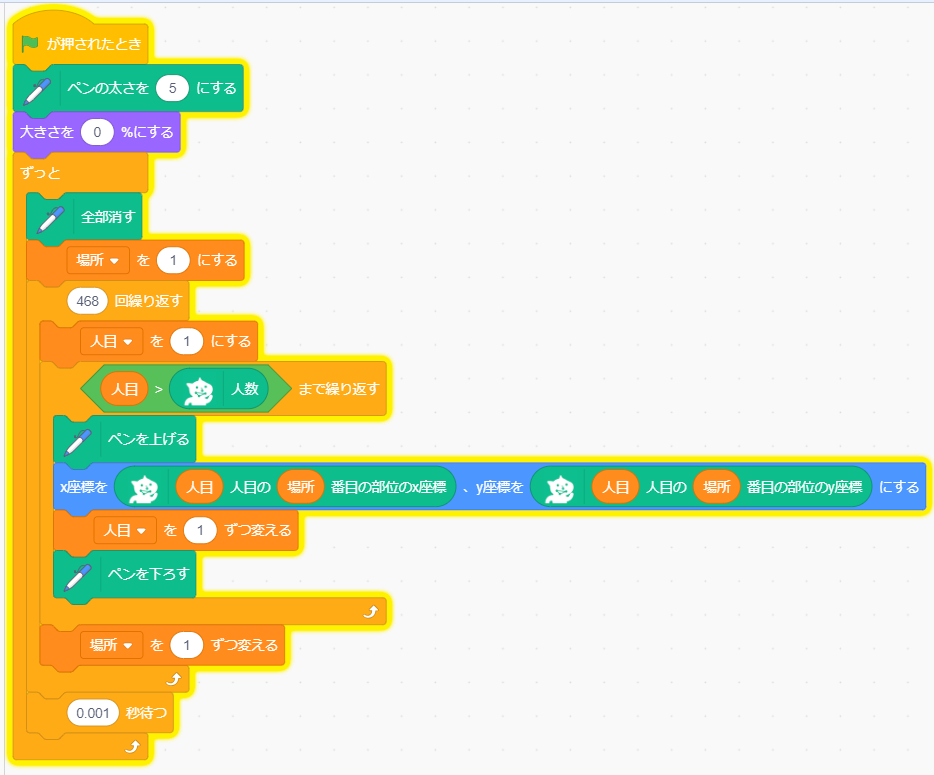 が押されたとき
ペンの太さを 5 にする
大きさを 0 %にする
ずっと
全部消す
場所 を 1 にする
468 回繰り返す
人目 を 1 にする
人目 > 人数 まで繰り返す
ペンを上げる
x座標を 人目 人目の 場所 番目の部位のx座標 、y座標を 人目 人目の 場所 番目の部位のy座標 にする
人目 を 1 ずつ変える
ペンを下ろす
場所 を 1 ずつ変える
0.001 秒待つ